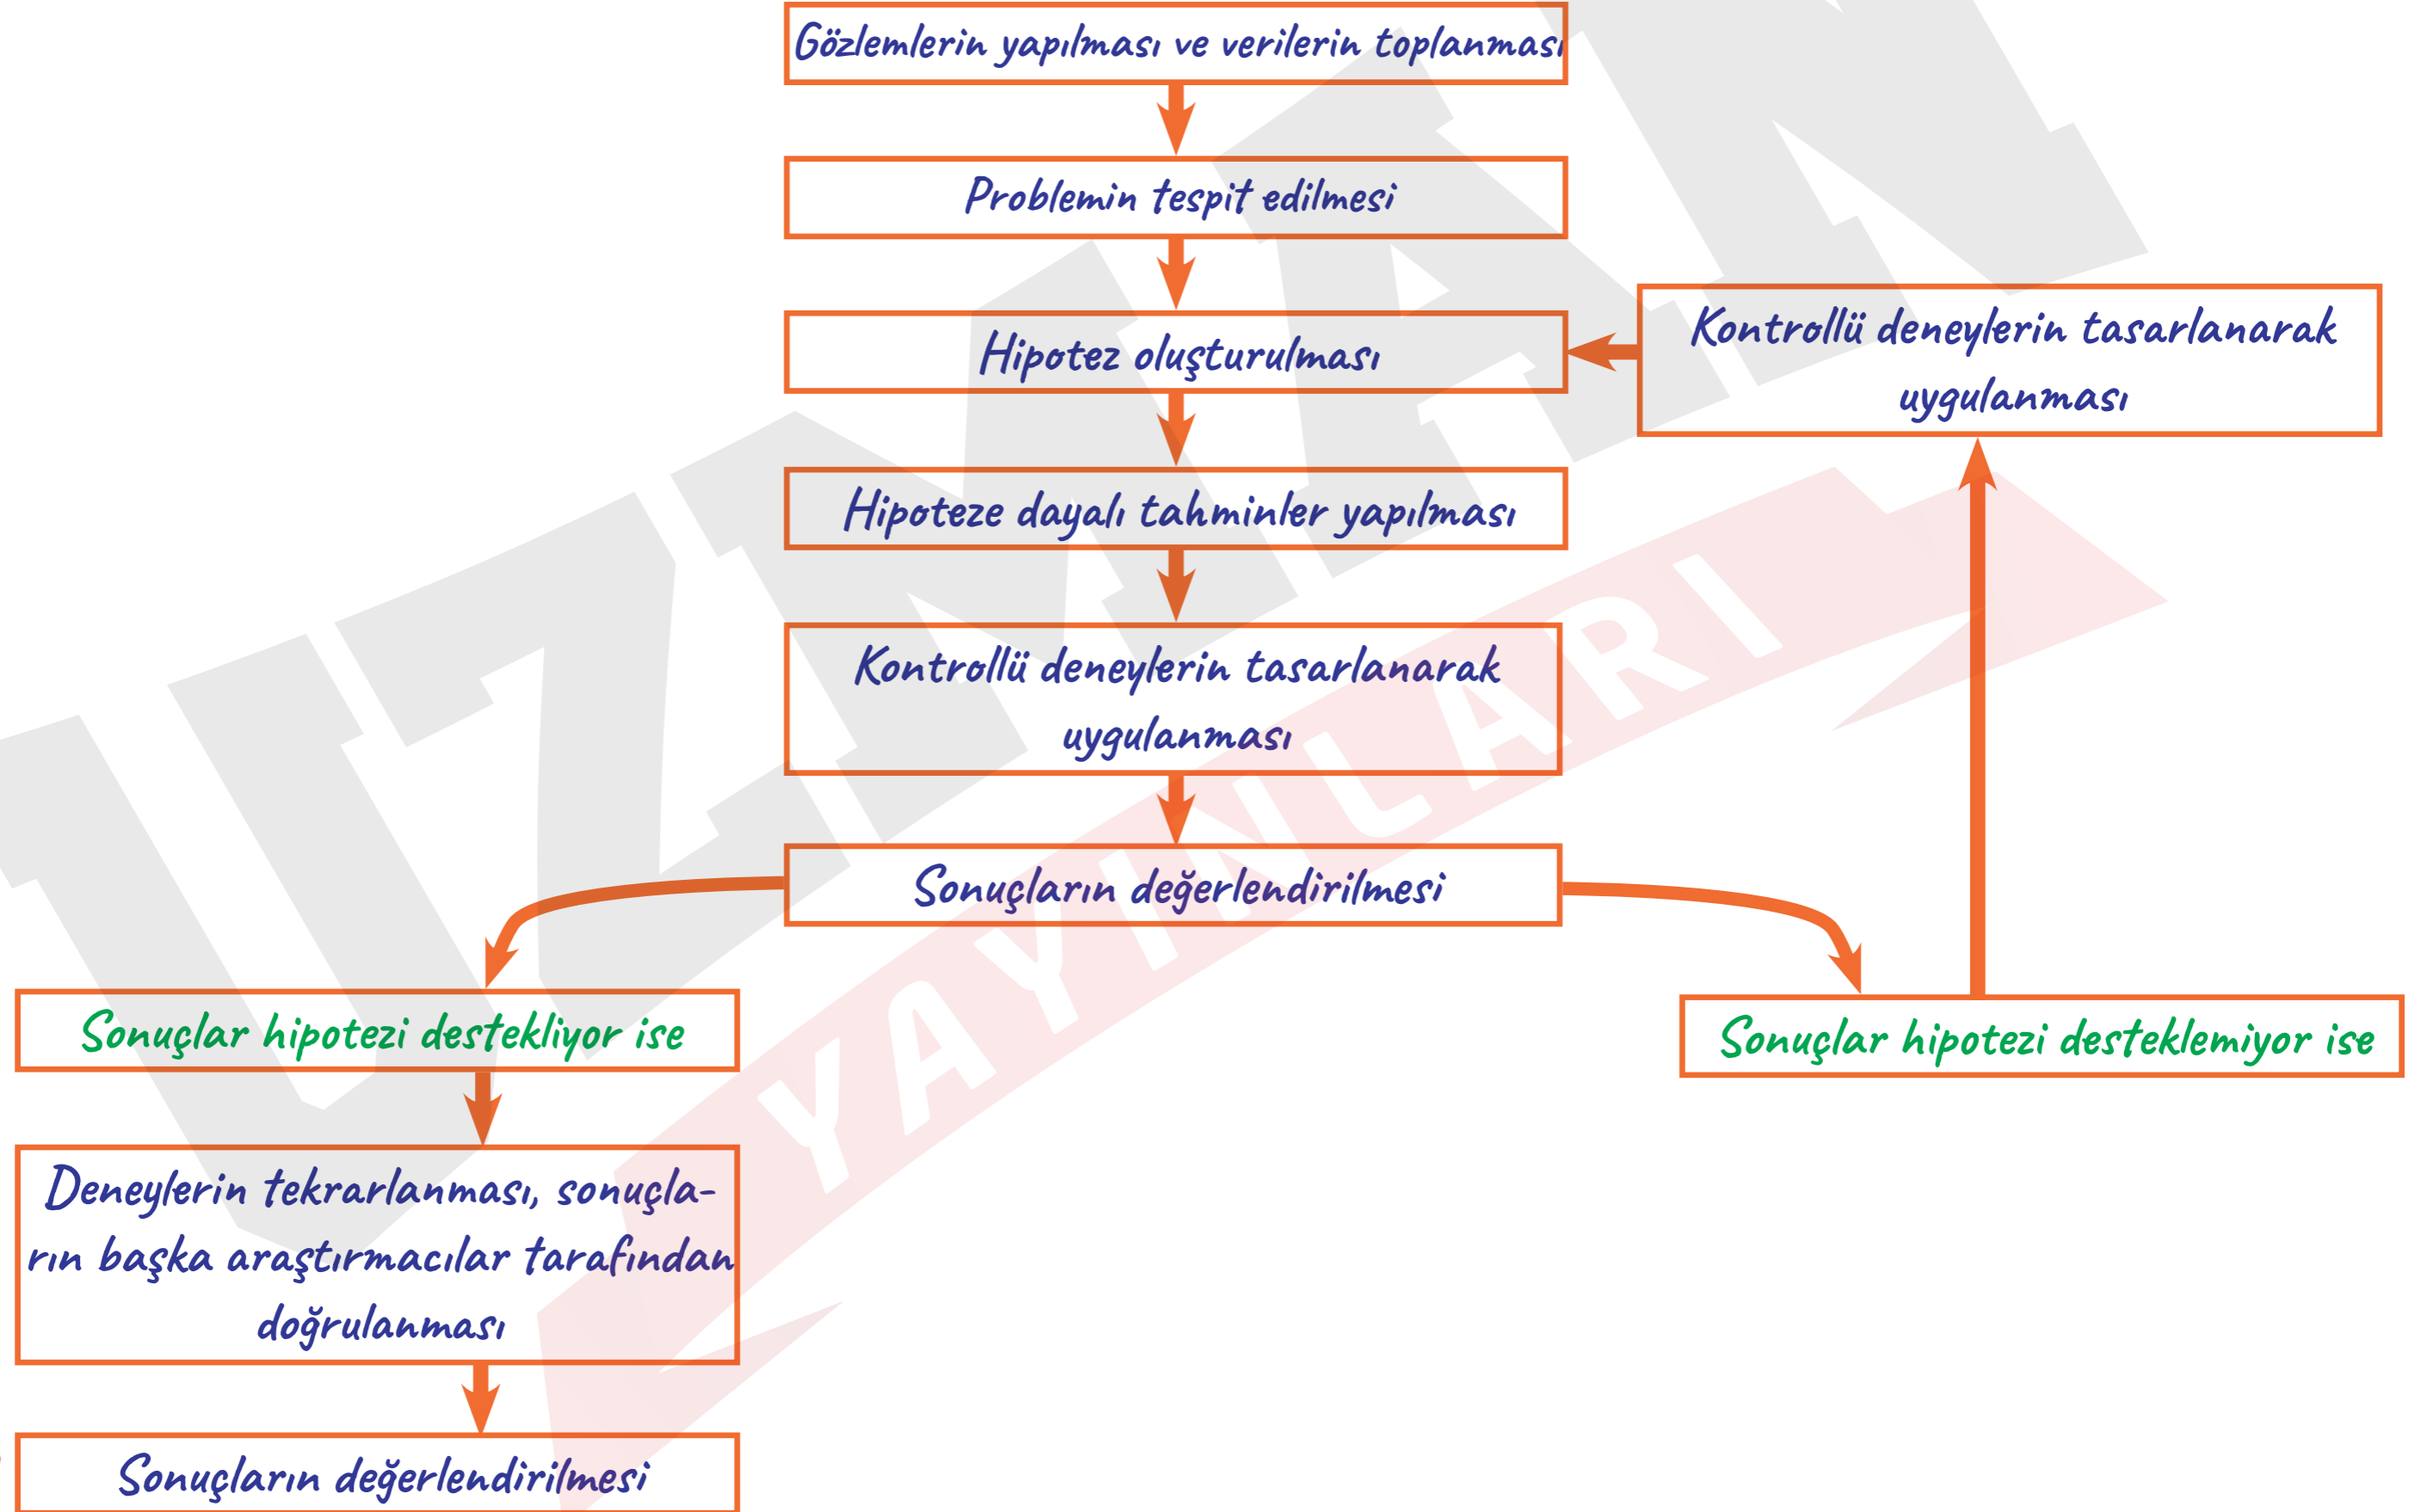 Gözlemlerin yapılması ve verilerin toplanması
Problemin tespit edilmesi
Hipotez oluşturulması
Kontrollü deneylerin tasarlanarak
uygulanması
Hipoteze dayalı tahminler yapılması
Kontrollü deneylerin tasarlanarak
uygulanması
Sonuçların değerlendirilmesi
Sonuçlar hipotezi destekliyor ise
Sonuçlar hipotezi desteklemiyor ise
Deneylerin tekrarlanması, sonuçla-
rın başka araştırmacılar tarafından
doğrulanması
Sonuçların değerlendirilmesi
UZMAN
YAYINLARI